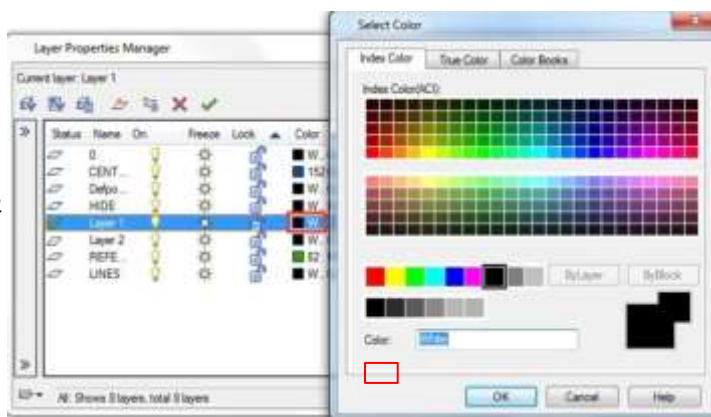 Layer Properties Manager
Current layer: Layer 1
Status Name On Freeze Lock Color
0 W...
CENT... 152
Defpo... W...
HIDE W...
Layer 1 W...
Layer 2 W...
REFE... 52
LINES W...
All: Shows 8 layers, total 8 layers
Select Color
Index Color True Color Color Books
Index Color(ACI):
ByLayer ByBlock
Color: White
OK Cancel Help